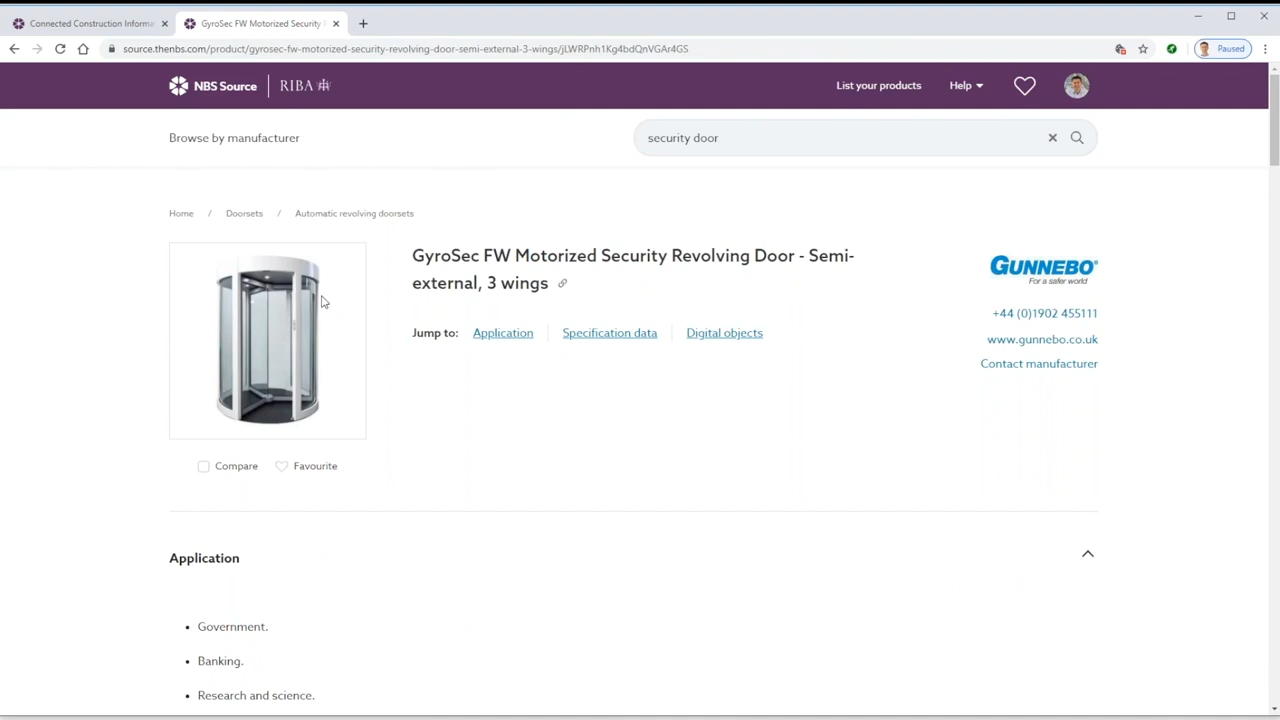 Connected Construction Informa
GyroSec FW Motorized Security
source.thenbs.com/product/gyrosec-fw-motorized-security-revolving-door-semi-external-3-wings/jLWRPnh1Kg4bdQnVGAr4GS
Paused
NBS Source
RIBA
List your products
Help
Browse by manufacturer
security door
Home / Doorsets / Automatic revolving doorsets
GyroSec FW Motorized Security Revolving Door - Semi-
external, 3 wings
GUNNEBO®
For a safer world
Jump to: Application Specification data Digital objects
+44 (0)1902 455111
www.gunnebo.co.uk
Contact manufacturer
Compare Favourite
Application
• Government.
• Banking.
• Research and science.